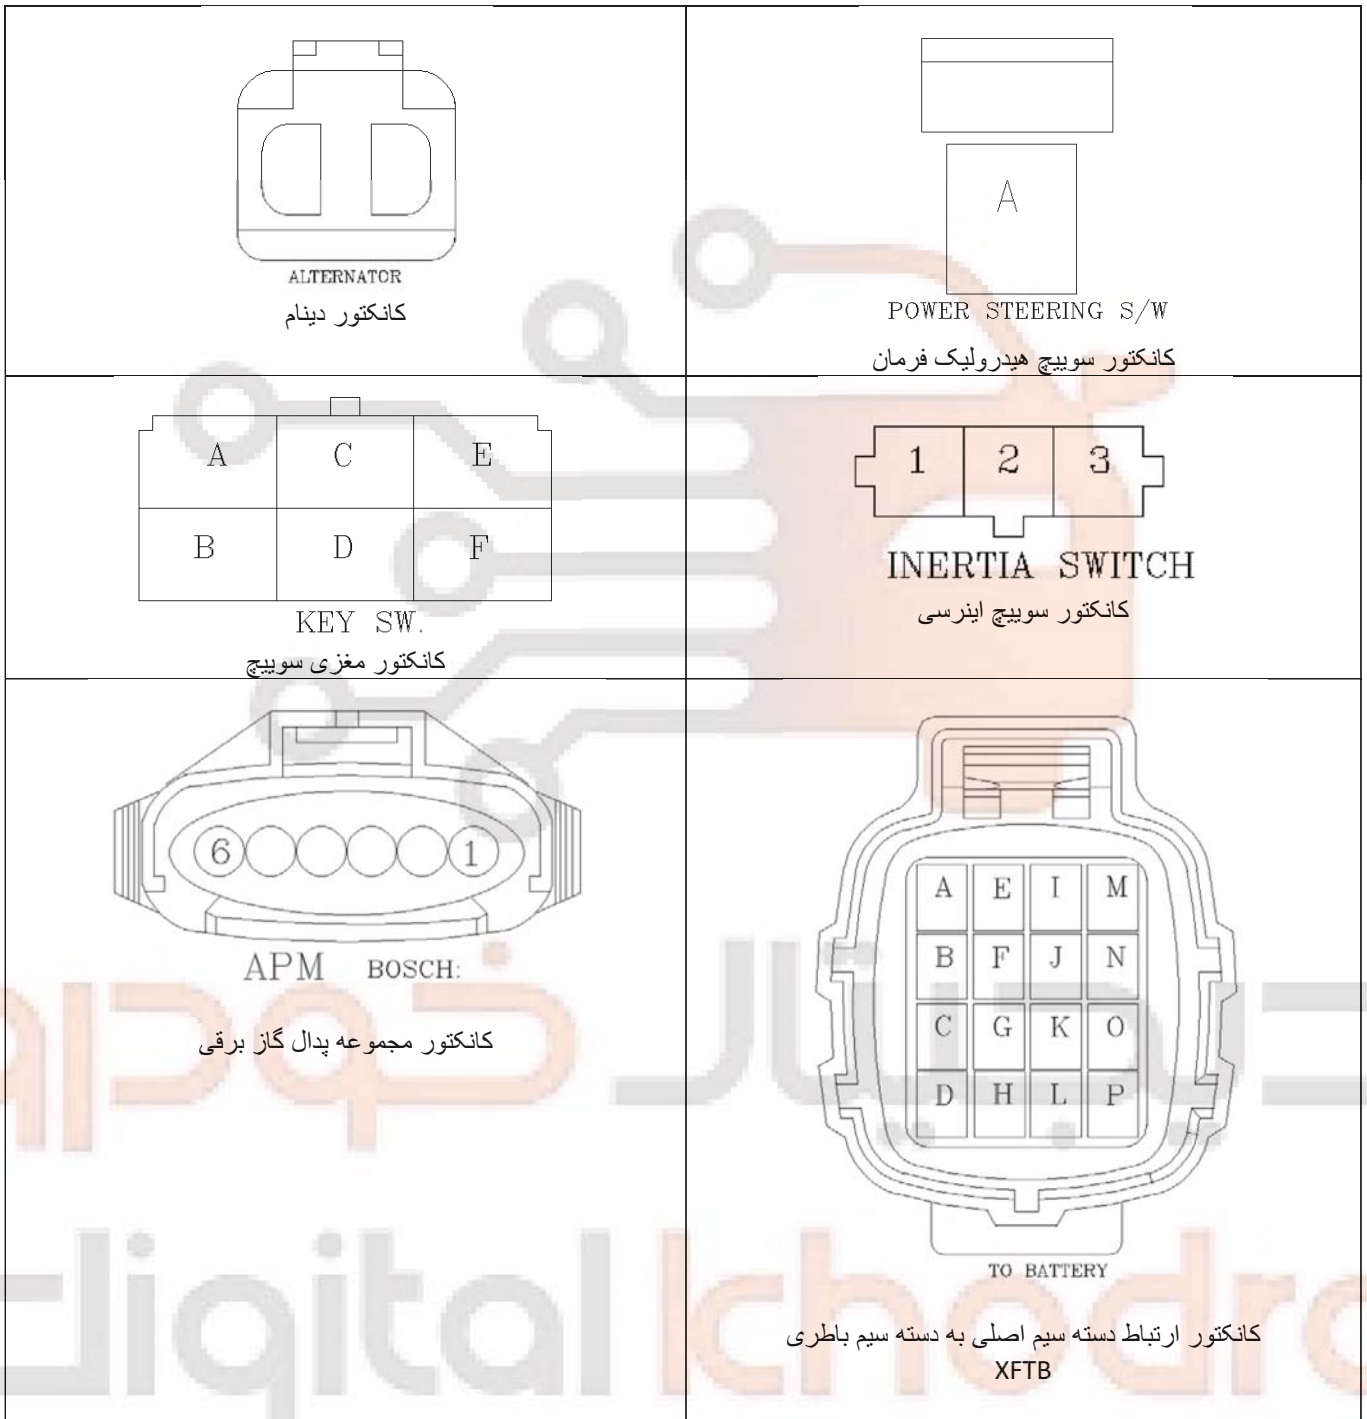 ALTERNATOR
کانکتور دینام
A
POWER STEERING S/W
کانکتور سوییچ هیدرولیک فرمان
A C E
B D F
KEY SW.
کانکتور مغزی سوییچ
1 2 3
INERTIA SWITCH
کانکتور سوییچ اینرسی
6 1
APM BOSCH:
کانکتور مجموعه پدال گاز برقی
A E I M
B F J N
C G K O
D H L P
TO BATTERY
کانکتور ارتباط دسته سیم اصلی به دسته سیم باطری
XFTB
digital khodro